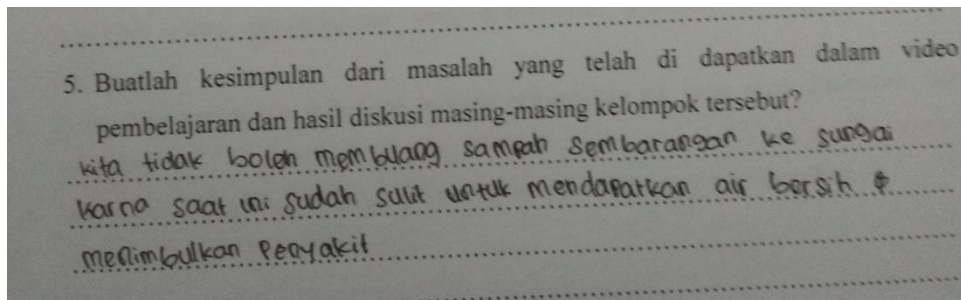 5. Buatlah kesimpulan dari masalah yang telah di dapatkan dalam video
pembelajaran dan hasil diskusi masing-masing kelompok tersebut?
kita tidak boleh membuang sampah sembarangan ke sungai
karna saat ini sudah sulit untuk mendapatkan air bersih &
menimbulkan penyakit